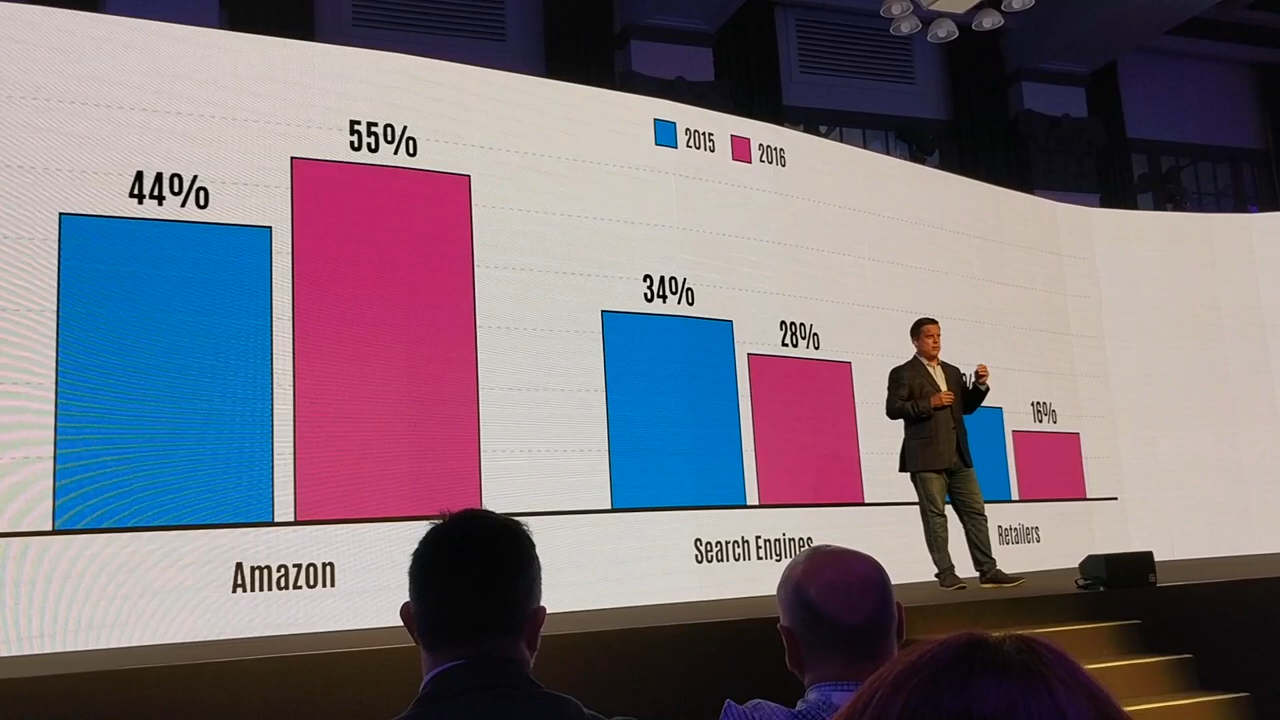 2015
2016
44%
55%
34%
28%
%
16%
Amazon
Search Engines
Retailers